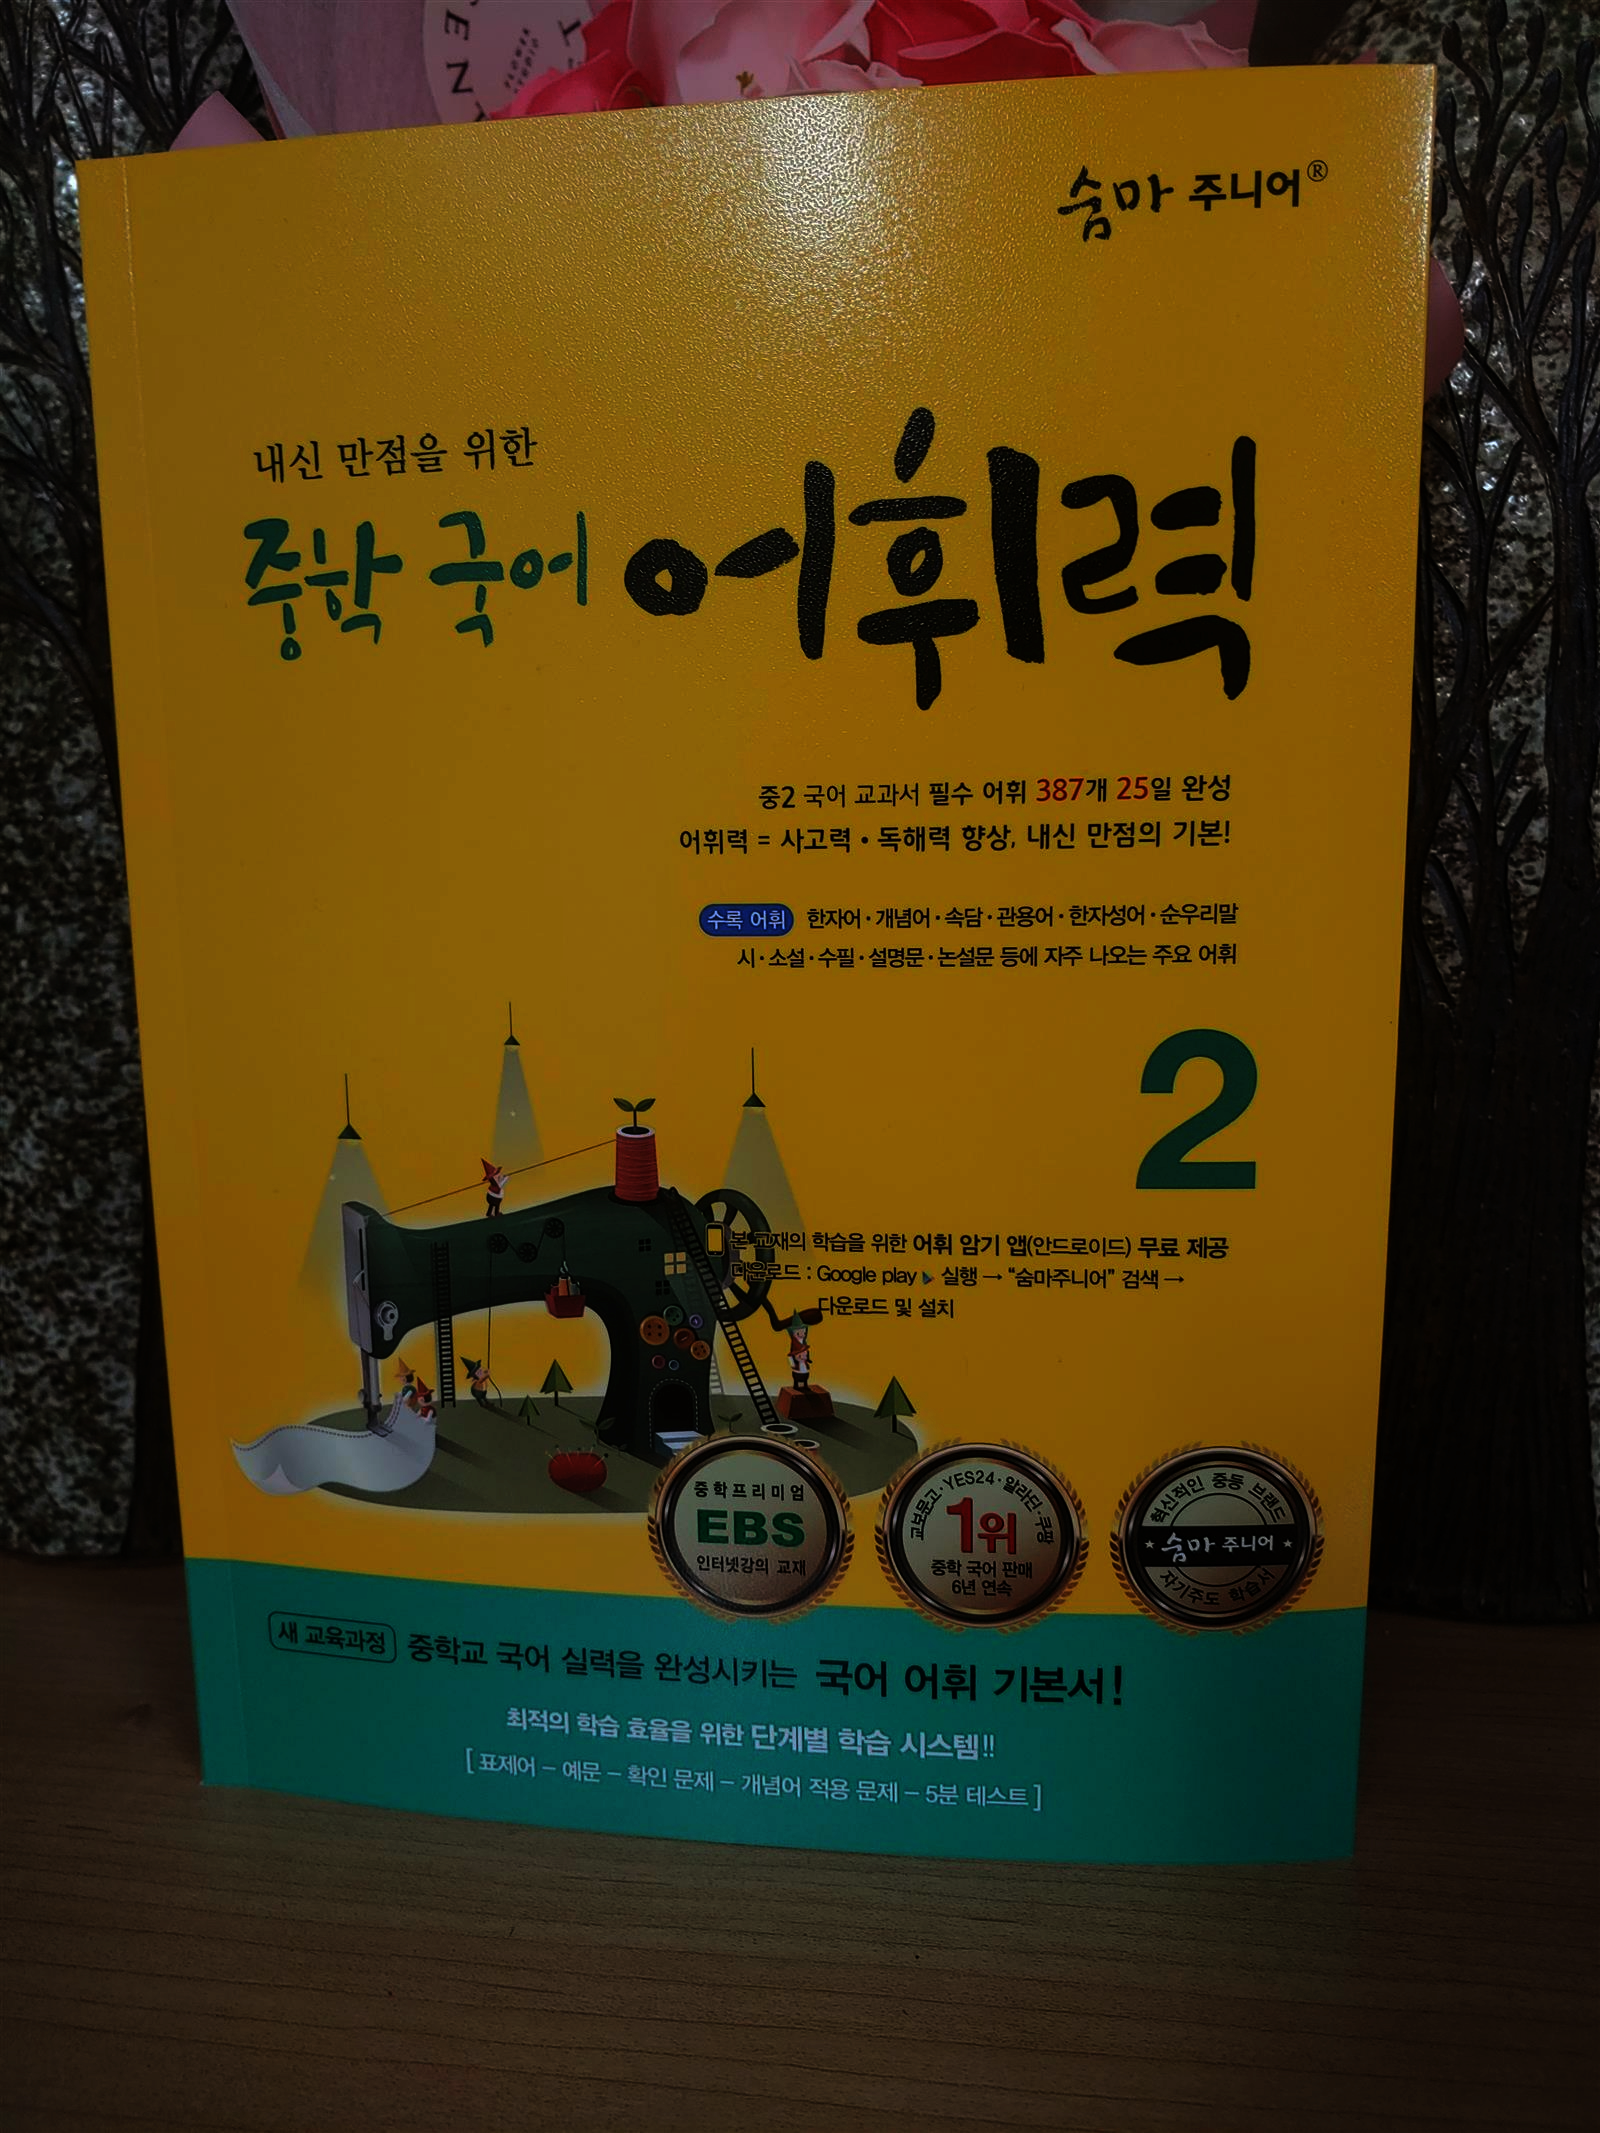 숨마 주니어®
내신 만점을 위한
중학 국어 어휘력
중2 국어 교과서 필수 어휘 387개 25일 완성
어휘력 = 사고력 • 독해력 향상, 내신 만점의 기본!
수록 어휘 한자어·개념어·속담·관용어·한자성어·순우리말
시·소설·수필·설명문·논설문 등에 자주 나오는 주요 어휘
2
본 교재의 학습을 위한 어휘 암기 앱(안드로이드) 무료 제공
다운로드 : Google play 실행 → “숨마주니어” 검색 →
다운로드 및 설치
중학프리미엄
EBS
인터넷강의 교재
교보문고·YES24·알라딘·쿠팡
1위
중학 국어 판매
6년 연속
혁신적인 중등 브랜드
숨마 주니어
자기주도 학습서
새 교육과정 중학교 국어 실력을 완성시키는 국어 어휘 기본서!
최적의 학습 효율을 위한 단계별 학습 시스템!!
[ 표제어 – 예문 – 확인 문제 – 개념어 적용 문제 – 5분 테스트 ]